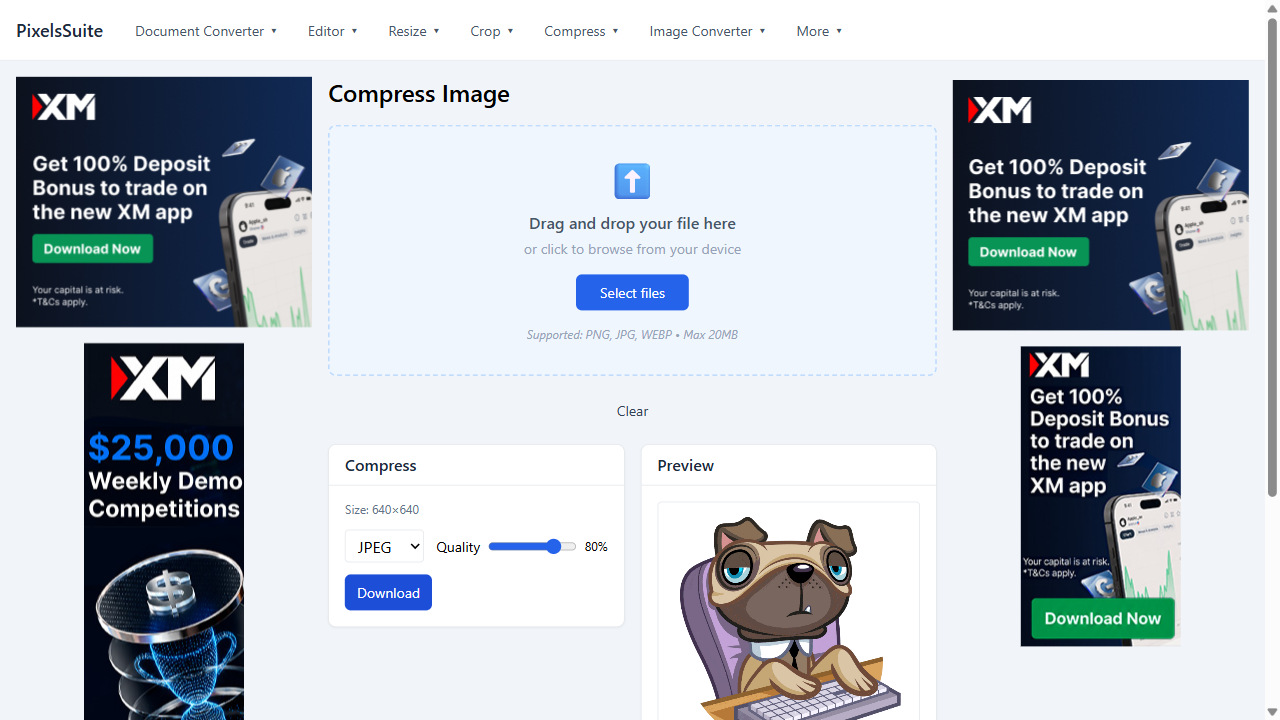 PixelsSuite
Document Converter ▾
Editor ▾
Resize ▾
Crop ▾
Compress ▾
Image Converter ▾
More ▾
XM
Get 100% Deposit
Bonus to trade on
the new XM app
Download Now
Your capital is at risk.
*T&Cs apply.
XM
$25,000
Weekly Demo
Competitions
Compress Image
Drag and drop your file here
or click to browse from your device
Select files
Supported: PNG, JPG, WEBP • Max 20MB
Clear
Compress
Size: 640×640
JPEG
Quality
80%
Download
Preview
XM
Get 100% Deposit
Bonus to trade on
the new XM app
Download Now
Your capital is at risk.
*T&Cs apply.
XM
Get 100%
Deposit Bonus
to trade on
the new
XM app
Your capital is at risk.
*T&Cs apply.
Download Now